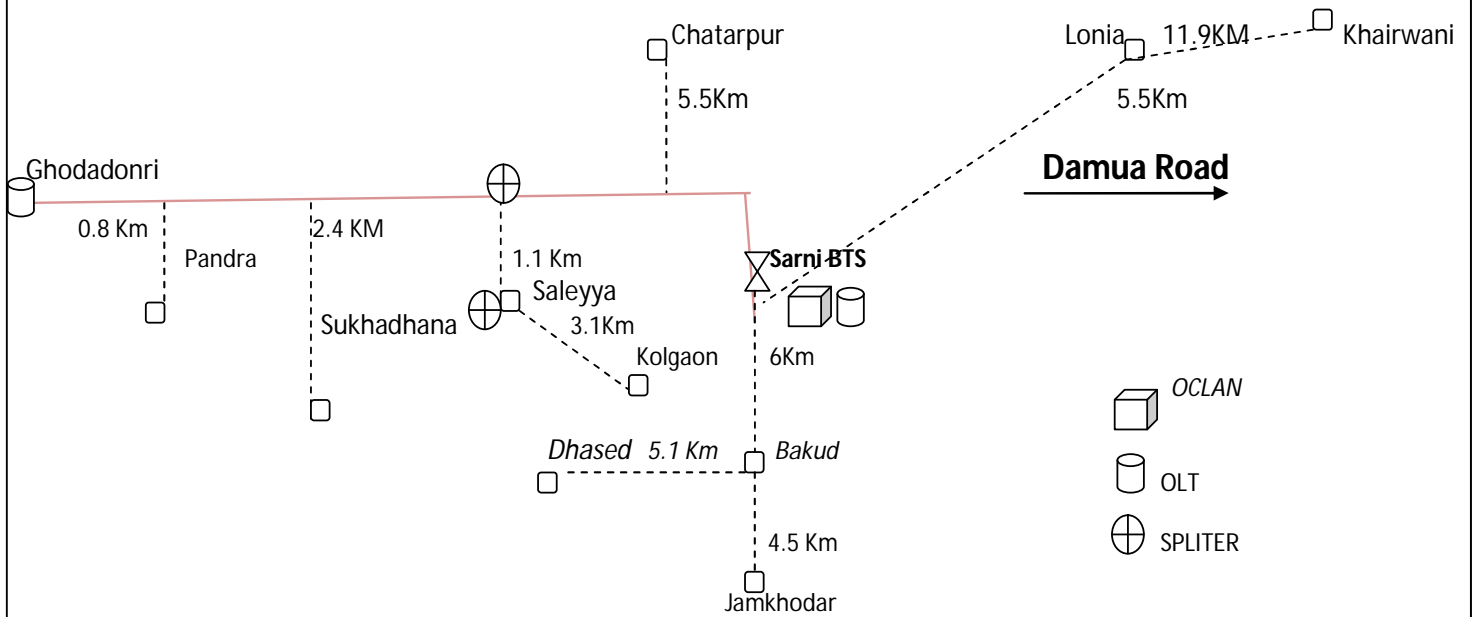 Chatarpur
Lonia 11.9KM Khairwani
5.5Km
5.5Km
Ghodadonri
Damua Road
0.8 Km
2.4 KM
Pandra
1.1 Km
Sarni BTS
Saleyya
Sukhadhana
3.1Km
Kolgaon
6Km
OCLAN
Dhased 5.1 Km
Bakud
OLT
4.5 Km
SPLITER
Jamkhodar